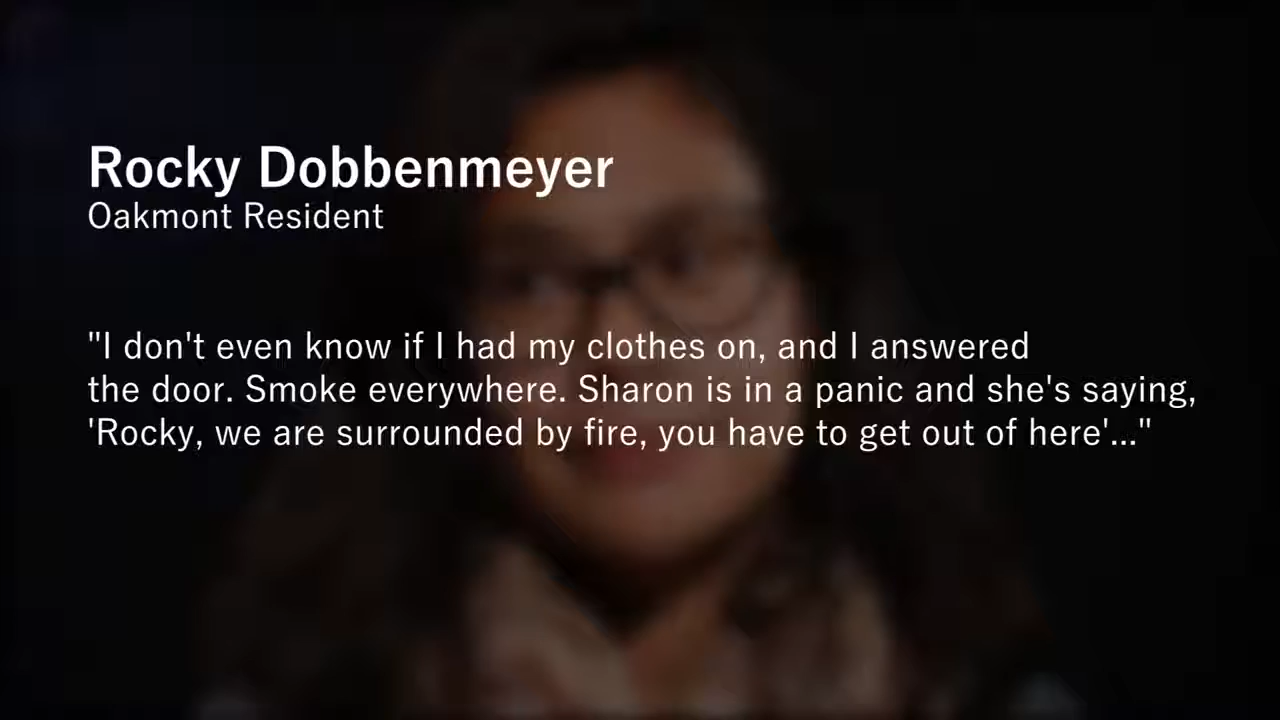 Rocky Dobbenmeyer
Oakmont Resident
"I don't even know if I had my clothes on, and I answered
the door. Smoke everywhere. Sharon is in a panic and she's saying,
'Rocky, we are surrounded by fire, you have to get out of here'..."